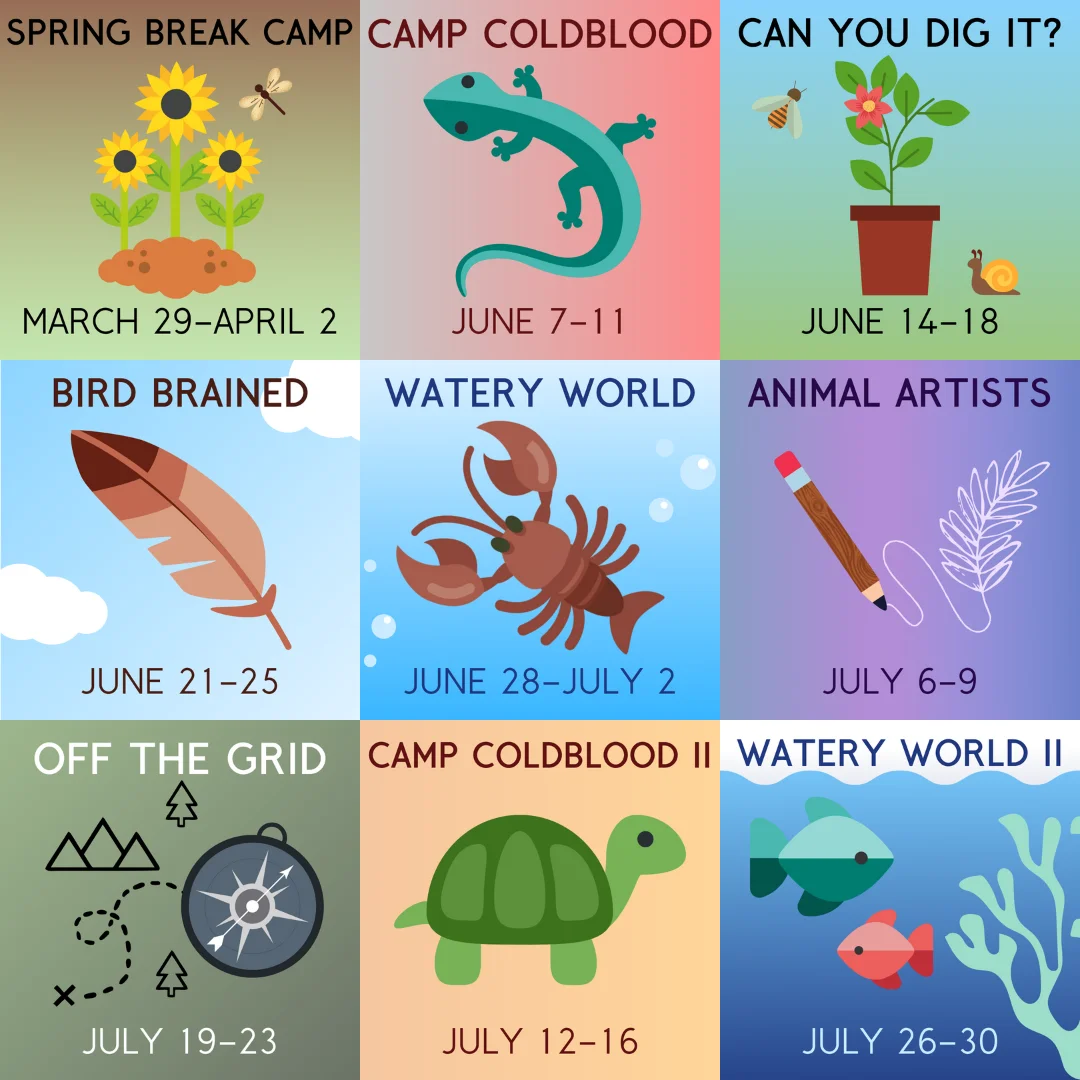 SPRING BREAK CAMP
MARCH 29–APRIL 2
CAMP COLDBLOOD
JUNE 7–11
CAN YOU DIG IT?
JUNE 14–18
BIRD BRAINED
JUNE 21–25
WATERY WORLD
JUNE 28–JULY 2
ANIMAL ARTISTS
JULY 6–9
OFF THE GRID
JULY 19–23
CAMP COLDBLOOD II
JULY 12–16
WATERY WORLD II
JULY 26–30